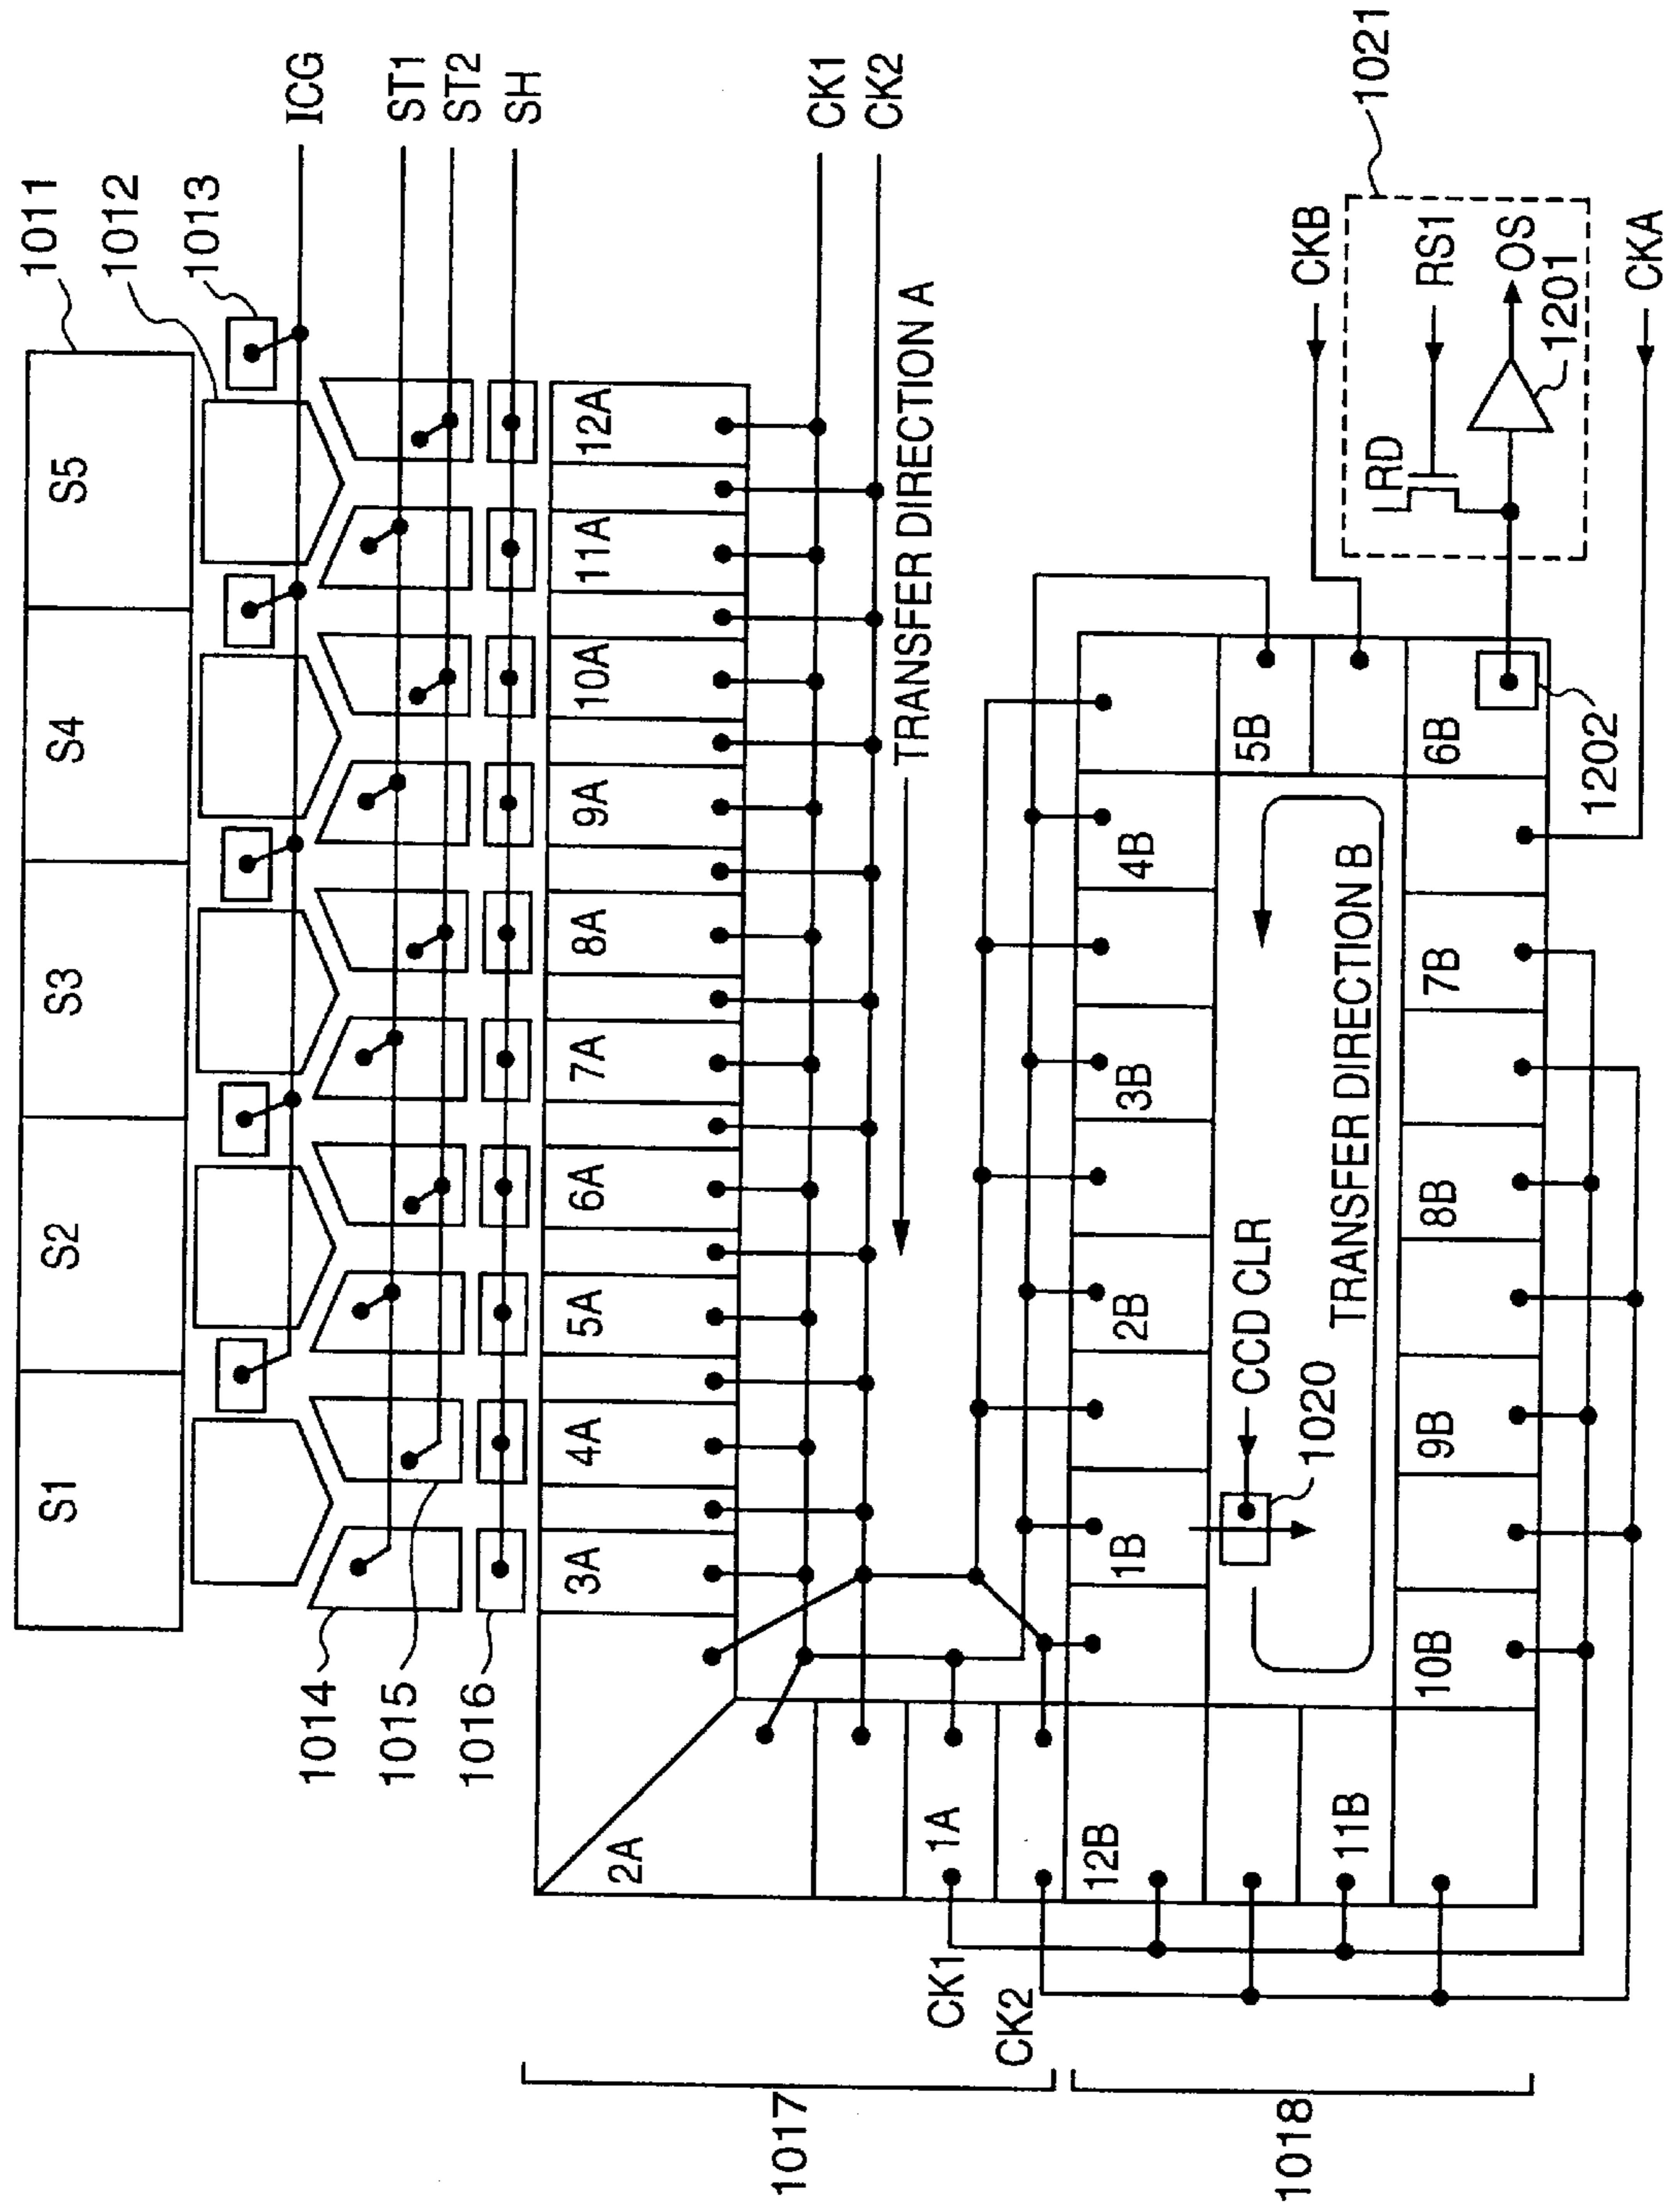 S1
S2
S3
S4
S5
1011
1012
1013
ICG
ST1
ST2
SH
1014
1015
1016
2A
3A
4A
5A
6A
7A
8A
9A
10A
11A
12A
CK1
CK2
TRANSFER DIRECTION A
1A
CK1
CK2
1017
12B
1B
2B
3B
4B
5B
CCD CLR
1020
TRANSFER DIRECTION B
11B
10B
9B
8B
7B
6B
1202
1018
CKB
RD
RS1
OS
1201
1021
CKA